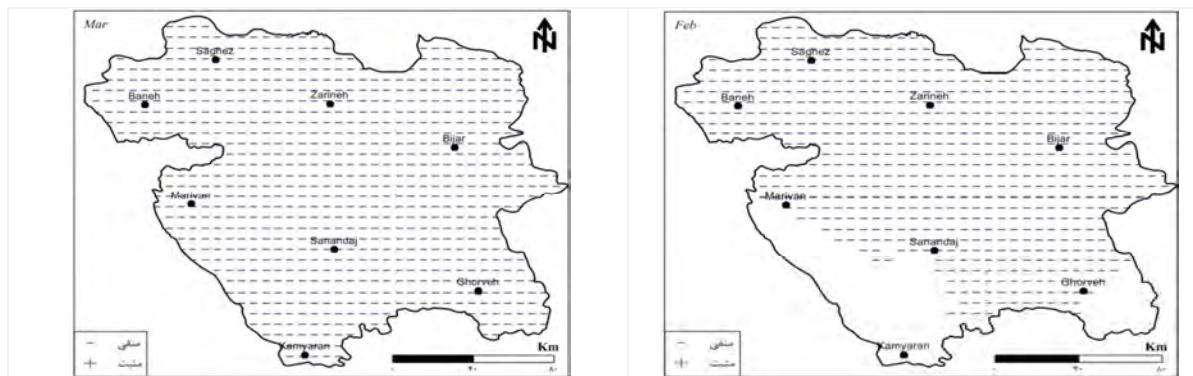 Mar
Saghez
Baneh
Zarineh
Bijar
Marivan
Sanandaj
Ghorveh
Kamyaran
منفی
مثبت
Km
Feb
Saghez
Baneh
Zarineh
Bijar
Marivan
Sanandaj
Ghorveh
Kamyaran
منفی
مثبت
Km